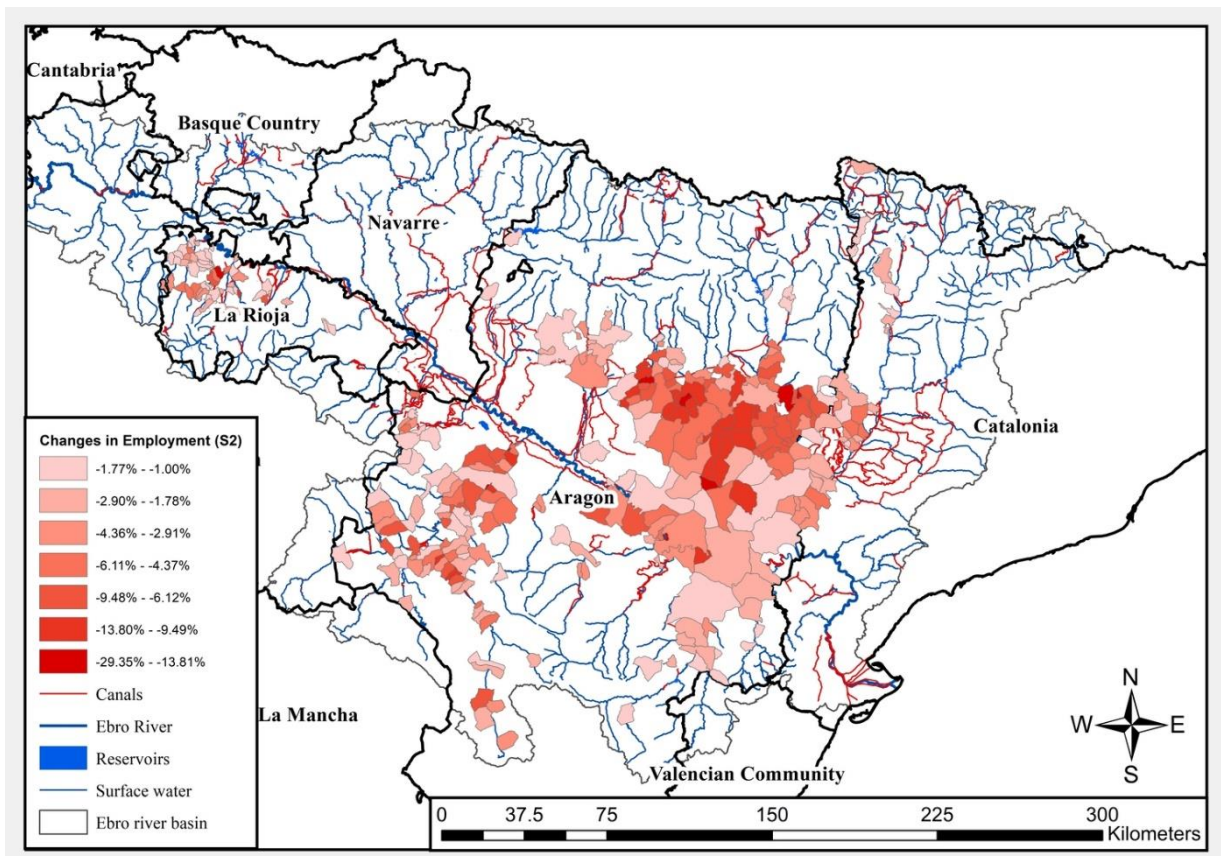 Cantabria
Basque Country
Navarre
La Rioja
Catalonia
Aragon
La Mancha
Valencian Community
Changes in Employment (S2)
-1.77% - -1.00%
-2.90% - -1.78%
-4.36% - -2.91%
-6.11% - -4.37%
-9.48% - -6.12%
-13.80% - -9.49%
-29.35% - -13.81%
Canals
Ebro River
Reservoirs
Surface water
Ebro river basin
N
W E
S
0 37.5 75 150 225 300
Kilometers